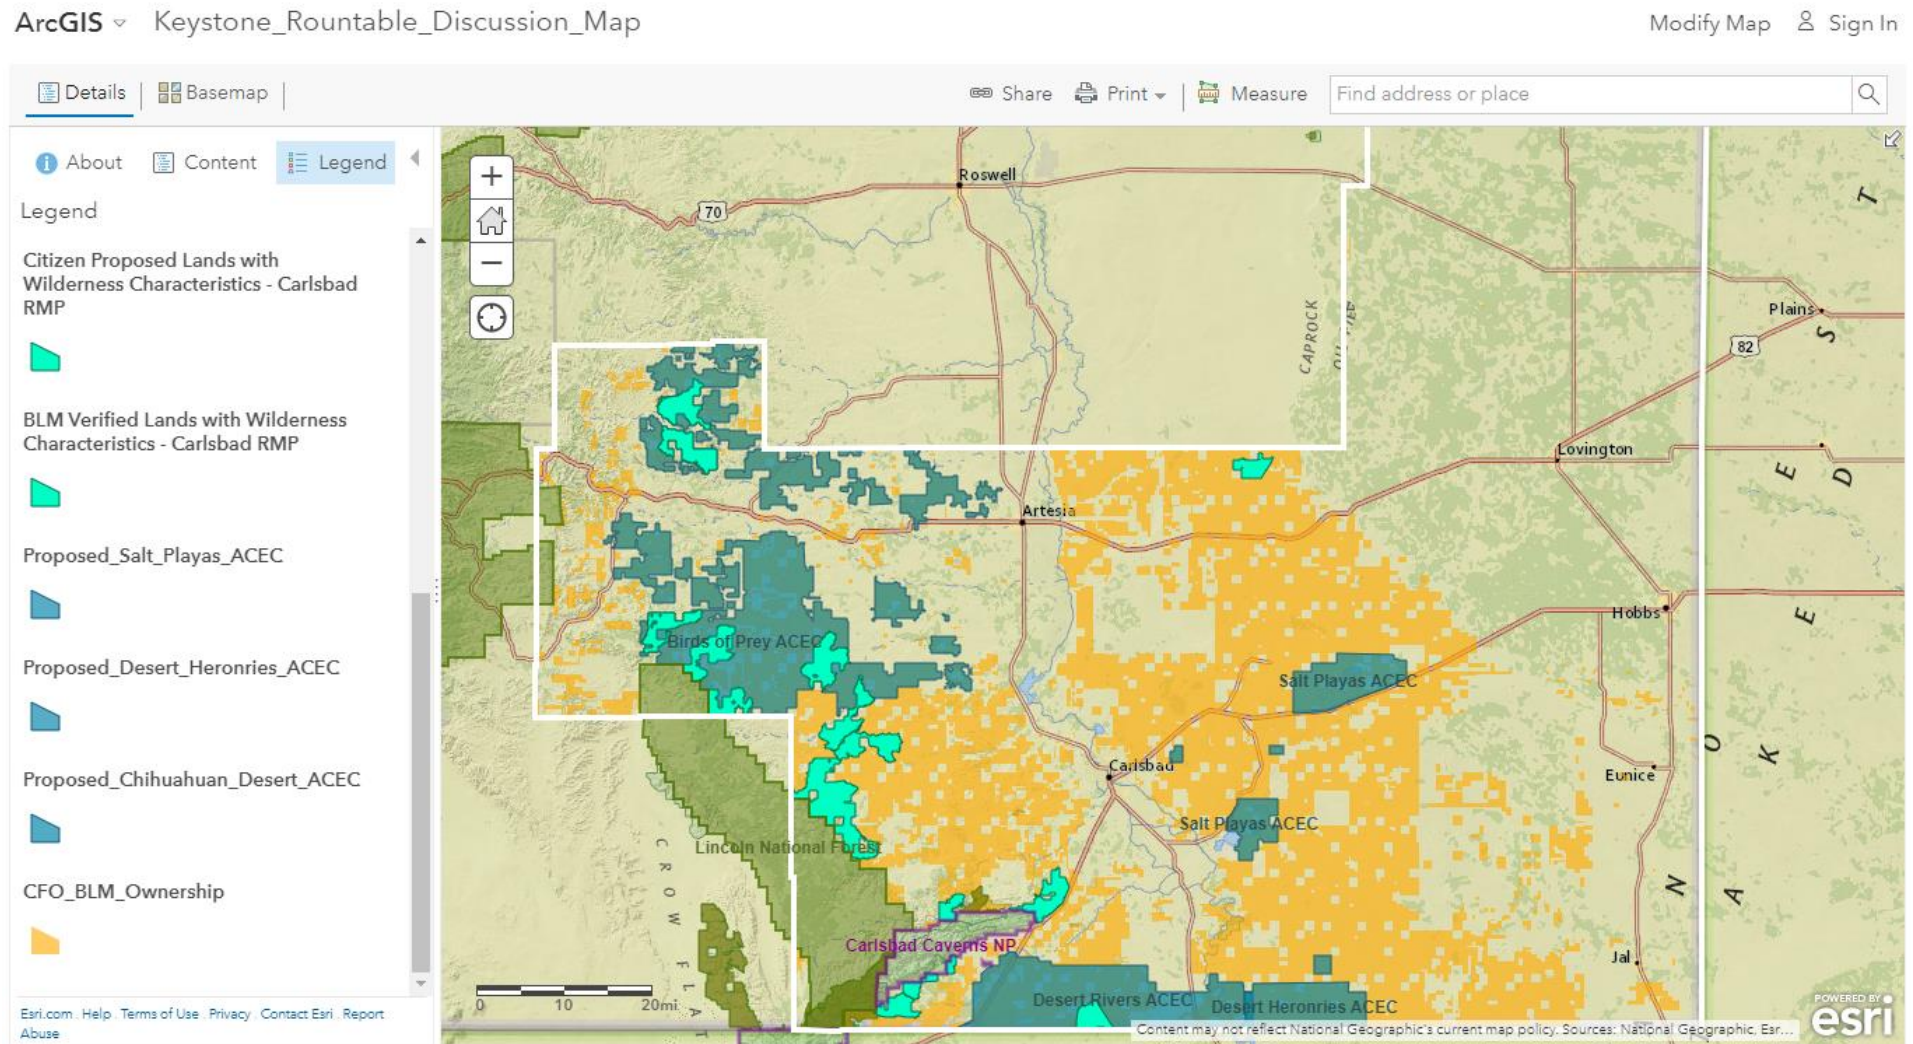 ArcGIS Keystone_Rountable_Discussion_Map
Modify Map Sign In
Details Basemap
Share Print Measure Find address or place
About Content Legend
Legend
Citizen Proposed Lands with
Wilderness Characteristics - Carlsbad
RMP
BLM Verified Lands with Wilderness
Characteristics - Carlsbad RMP
Proposed_Salt_Playas_ACEC
Proposed_Desert_Heronries_ACEC
Proposed_Chihuahuan_Desert_ACEC
CFO_BLM_Ownership
Esri.com . Help . Terms of Use . Privacy . Contact Esri . Report
Abuse
+
−
Roswell
70
CAPROCK
Plains
82
Lovington
Artesia
Hobbs
Birds of Prey ACEC
Salt Playas ACEC
Carlsbad
Eunice
Salt Playas ACEC
Lincoln National Forest
CROW FLAT
Carlsbad Caverns NP
Jal
Desert Rivers ACEC
Desert Heronries ACEC
0 10 20mi
Content may not reflect National Geographic's current map policy. Sources: National Geographic, Esr...
POWERED BY
esri